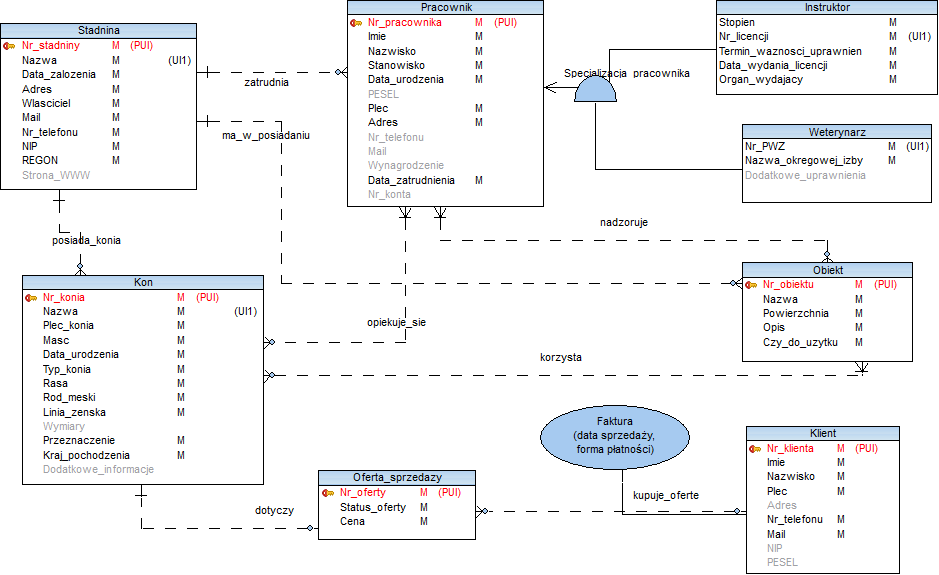 Stadnina
Nr_stadniny M (PUI)
Nazwa M (UI1)
Data_zalozenia M
Adres M
Wlasciciel M
Mail M
Nr_telefonu M
NIP M
REGON M
Strona_WWW
zatrudnia
ma_w_posiadaniu
posiada_konia
Pracownik
Nr_pracownika M (PUI)
Imie M
Nazwisko M
Stanowisko M
Data_urodzenia M
PESEL
Plec M
Adres M
Nr_telefonu
Mail
Wynagrodzenie
Data_zatrudnienia M
Nr_konta
Specjalizacja pracownika
Instruktor
Stopien M
Nr_licencji M (UI1)
Termin_waznosci_uprawnien M
Data_wydania_licencji M
Organ_wydajacy M
Weterynarz
Nr_PWZ M (UI1)
Nazwa_okregowej_izby M
Dodatkowe_uprawnienia
nadzoruje
Kon
Nr_konia M (PUI)
Nazwa M (UI1)
Plec_konia M
Masc M
Data_urodzenia M
Typ_konia M
Rasa M
Rod_meski M
Linia_zenska M
Wymiary
Przeznaczenie M
Kraj_pochodzenia M
Dodatkowe_informacje
opiekuje_sie
korzysta
Obiekt
Nr_obiektu M (PUI)
Nazwa M
Powierzchnia M
Opis M
Czy_do_uzytku M
dotyczy
Oferta_sprzedazy
Nr_oferty M (PUI)
Status_oferty M
Cena M
Faktura
(data sprzedaży,
forma płatności)
kupuje_oferte
Klient
Nr_klienta M (PUI)
Imie M
Nazwisko M
Plec M
Adres
Nr_telefonu M
Mail M
NIP
PESEL